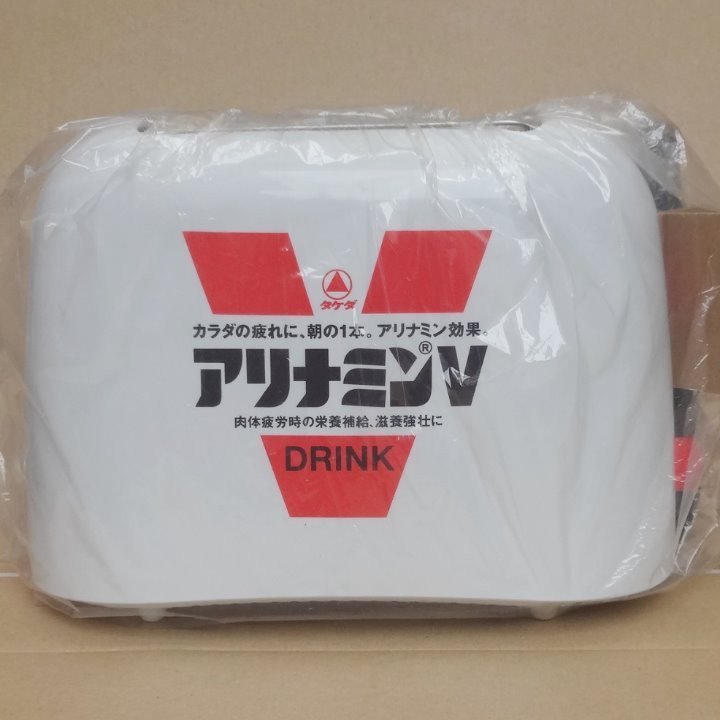 タケダ
カラダの疲れに、朝の1本。アリナミン効果。
アリナミンV®
肉体疲労時の栄養補給、滋養強壮に
DRINK